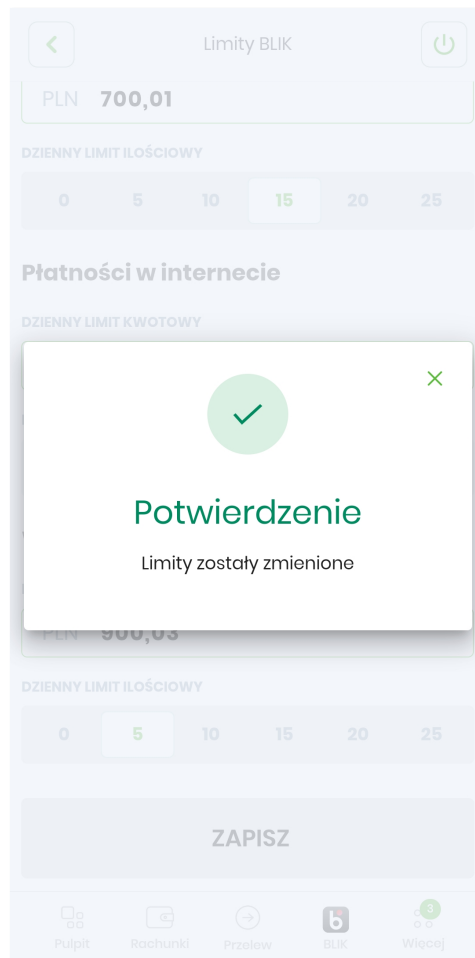 Limity BLIK
PLN 700,01
DZIENNY LIMIT ILOŚCIOWY
0 5 10 15 20 25
Płatności w internecie
DZIENNY LIMIT KWOTOWY
Potwierdzenie
Limity zostały zmienione
PLN 900,03
DZIENNY LIMIT ILOŚCIOWY
0 5 10 15 20 25
ZAPISZ
3
Pulpit Rachunki Przelew BLIK Więcej